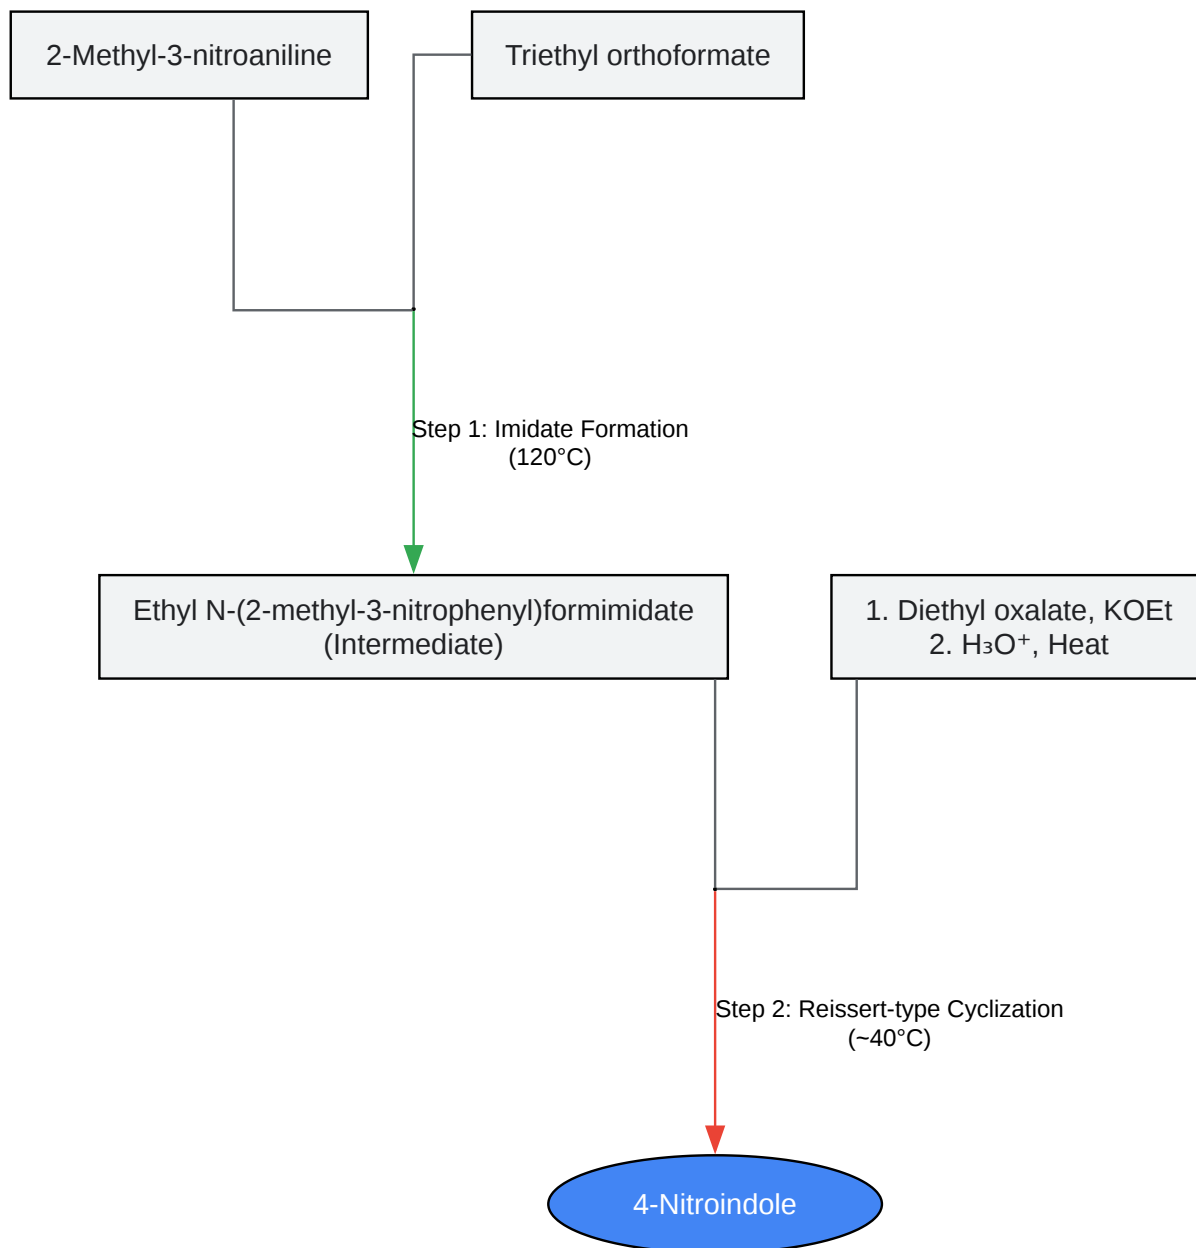 2-Methyl-3-nitroaniline
Triethyl orthoformate
Step 1: Imidate Formation
(120°C)
Ethyl N-(2-methyl-3-nitrophenyl)formimidate
(Intermediate)
1. Diethyl oxalate, KOEt
2. H₃O⁺, Heat
Step 2: Reissert-type Cyclization
(~40°C)
4-Nitroindole